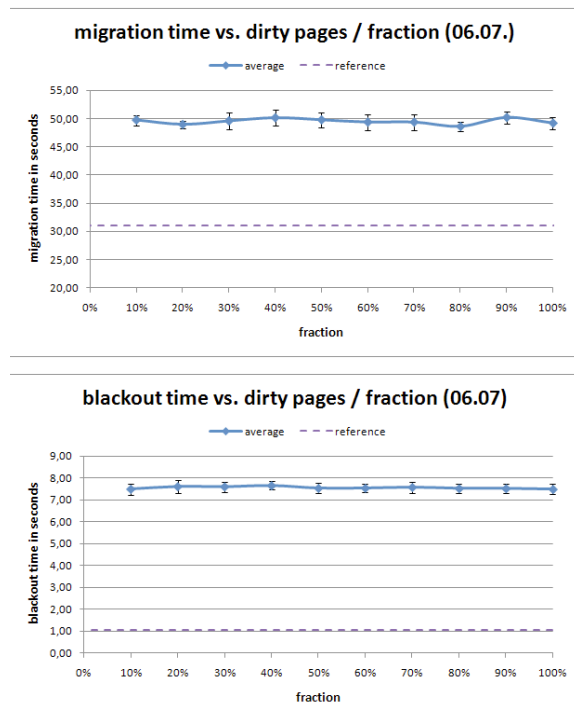 migration time vs. dirty pages / fraction (06.07.)
average reference
migration time in seconds
55,00
50,00
45,00
40,00
35,00
30,00
25,00
20,00
0% 10% 20% 30% 40% 50% 60% 70% 80% 90% 100%
fraction
blackout time vs. dirty pages / fraction (06.07)
average reference
blackout time in seconds
9,00
8,00
7,00
6,00
5,00
4,00
3,00
2,00
1,00
0,00
0% 10% 20% 30% 40% 50% 60% 70% 80% 90% 100%
fraction